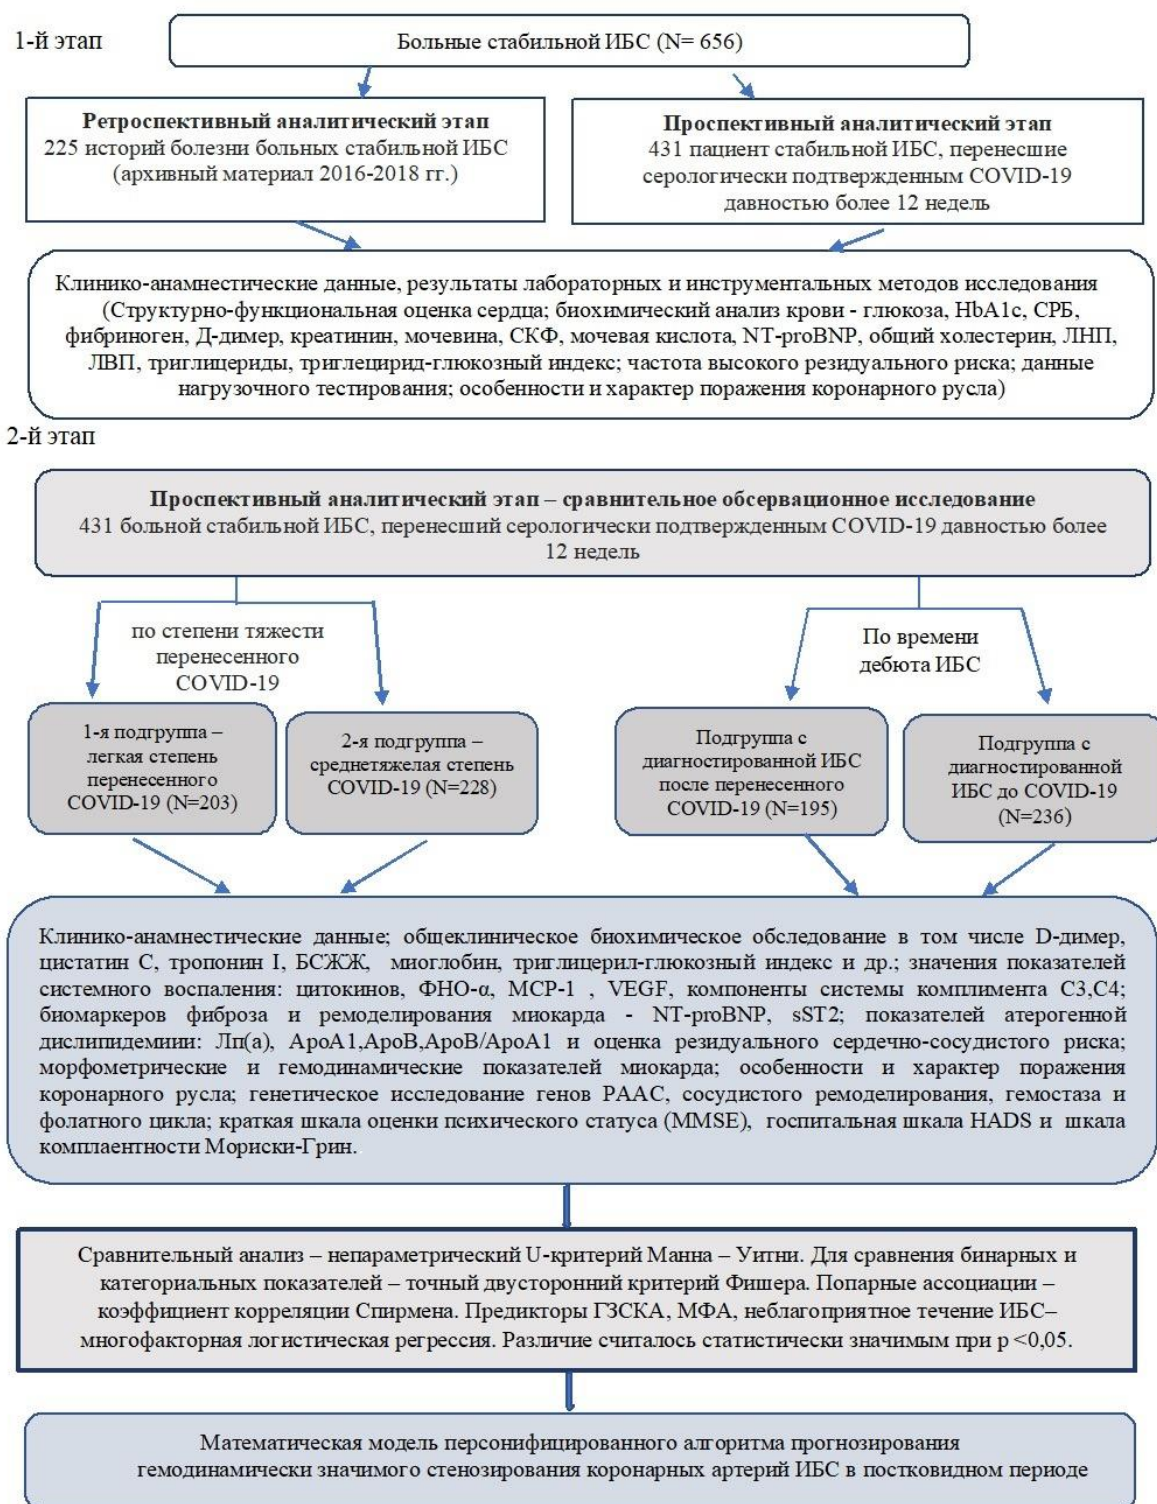 1-й этап
Больные стабильной ИБС (N= 656)
Ретроспективный аналитический этап
225 историй болезни больных стабильной ИБС
(архивный материал 2016-2018 гг.)
Проспективный аналитический этап
431 пациент стабильной ИБС, перенесшие
серологически подтвержденным COVID-19
давностью более 12 недель
Клинико-анамнестические данные, результаты лабораторных и инструментальных методов исследования
(Структурно-функциональная оценка сердца; биохимический анализ крови - глюкоза, HbA1c, СРБ,
фибриноген, Д-димер, креатинин, мочевина, СКФ, мочевая кислота, NT-proBNP, общий холестерин, ЛНП,
ЛВП, триглицериды, триглецирид-глюкозный индекс; частота высокого резидуального риска; данные
нагрузочного тестирования; особенности и характер поражения коронарного русла)
2-й этап
Проспективный аналитический этап – сравнительное обсервационное исследование
431 больной стабильной ИБС, перенесший серологически подтвержденным COVID-19 давностью более
12 недель
по степени тяжести
перенесенного
COVID-19
По времени
дебюта ИБС
1-я подгруппа –
легкая степень
перенесенного
COVID-19 (N=203)
2-я подгруппа –
среднетяжелая степень
COVID-19 (N=228)
Подгруппа с
диагностированной ИБС
после перенесенного
COVID-19 (N=195)
Подгруппа с
диагностированной
ИБС до COVID-19
(N=236)
Клинико-анамнестические данные; общеклиническое биохимическое обследование в том числе D-димер,
цистатин С, тропонин I, БСЖЖ, миоглобин, триглицерил-глюкозный индекс и др.; значения показателей
системного воспаления: цитокинов, ФНО-α, MCP-1 , VEGF, компоненты системы комплимента С3,С4;
биомаркеров фиброза и ремоделирования миокарда - NT-proBNP, sST2; показателей атерогенной
дислипидемиии: Лп(а), АроА1,АроВ,АроВ/АроА1 и оценка резидуального сердечно-сосудистого риска;
морфометрические и гемодинамические показателей миокарда; особенности и характер поражения
коронарного русла; генетическое исследование генов РААС, сосудистого ремоделирования, гемостаза и
фолатного цикла; краткая шкала оценки психического статуса (MMSE), госпитальная шкала HADS и шкала
комплаентности Мориски-Грин.
Сравнительный анализ – непараметрический U-критерий Манна – Уитни. Для сравнения бинарных и
категориальных показателей – точный двусторонний критерий Фишера. Попарные ассоциации –
коэффициент корреляции Спирмена. Предикторы ГЗСКА, МФА, неблагоприятное течение ИБС–
многофакторная логистическая регрессия. Различие считалось статистически значимым при p <0,05.
Математическая модель персонифицированного алгоритма прогнозирования
гемодинамически значимого стенозирования коронарных артерий ИБС в постковидном периоде